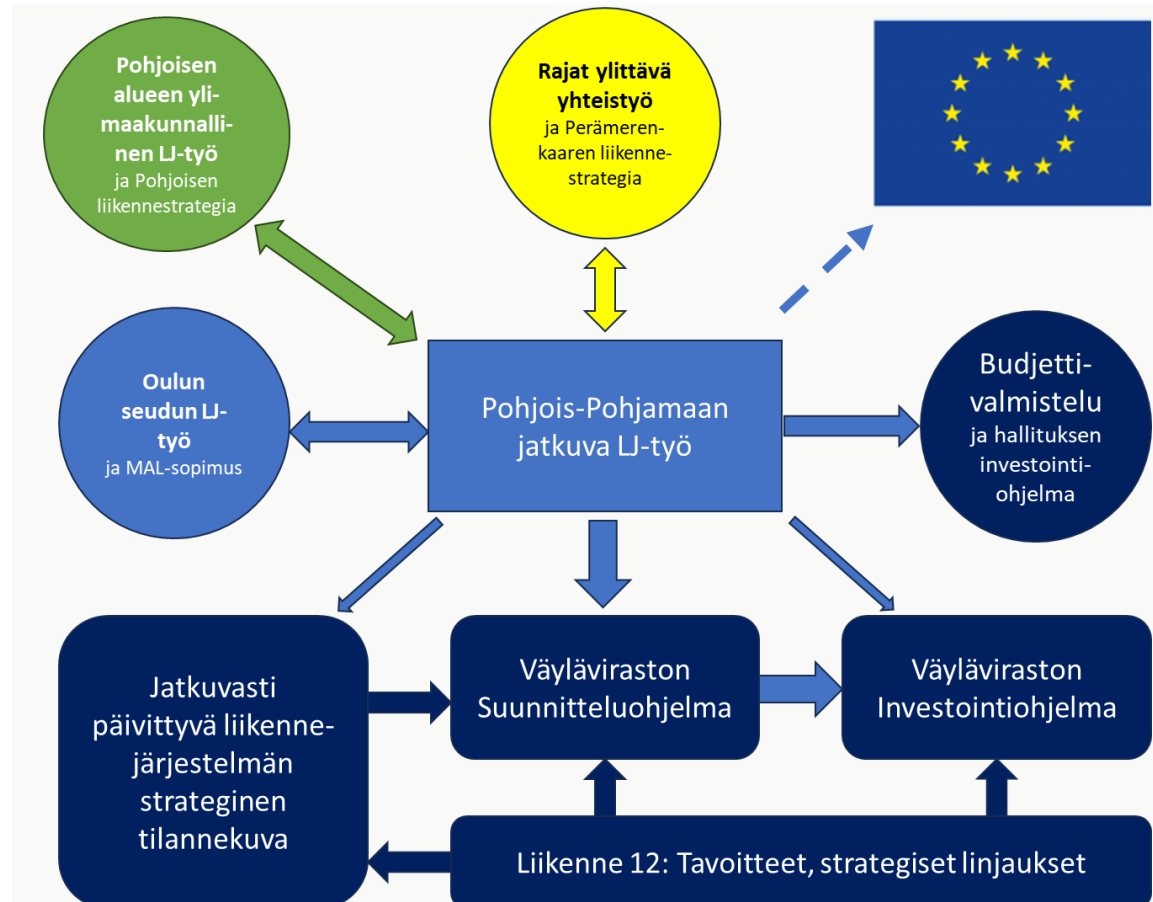 Pohjoisen
alueen yli-
maakunnalli-
nen LJ-työ
ja Pohjoisen
liikennestrategia
Rajat ylittävä
yhteistyö
ja Perämeren-
kaaren liikenne-
strategia
Oulun
seudun LJ-
työ
ja MAL-sopimus
Pohjois-Pohjamaan
jatkuva LJ-työ
Budjetti-
valmistelu
ja hallituksen
investointi-
ohjelma
Jatkuvasti
päivittyvä liikenne-
järjestelmän
strateginen
tilannekuva
Väyläviraston
Suunnitteluohjelma
Väyläviraston
Investointiohjelma
Liikenne 12: Tavoitteet, strategiset linjaukset